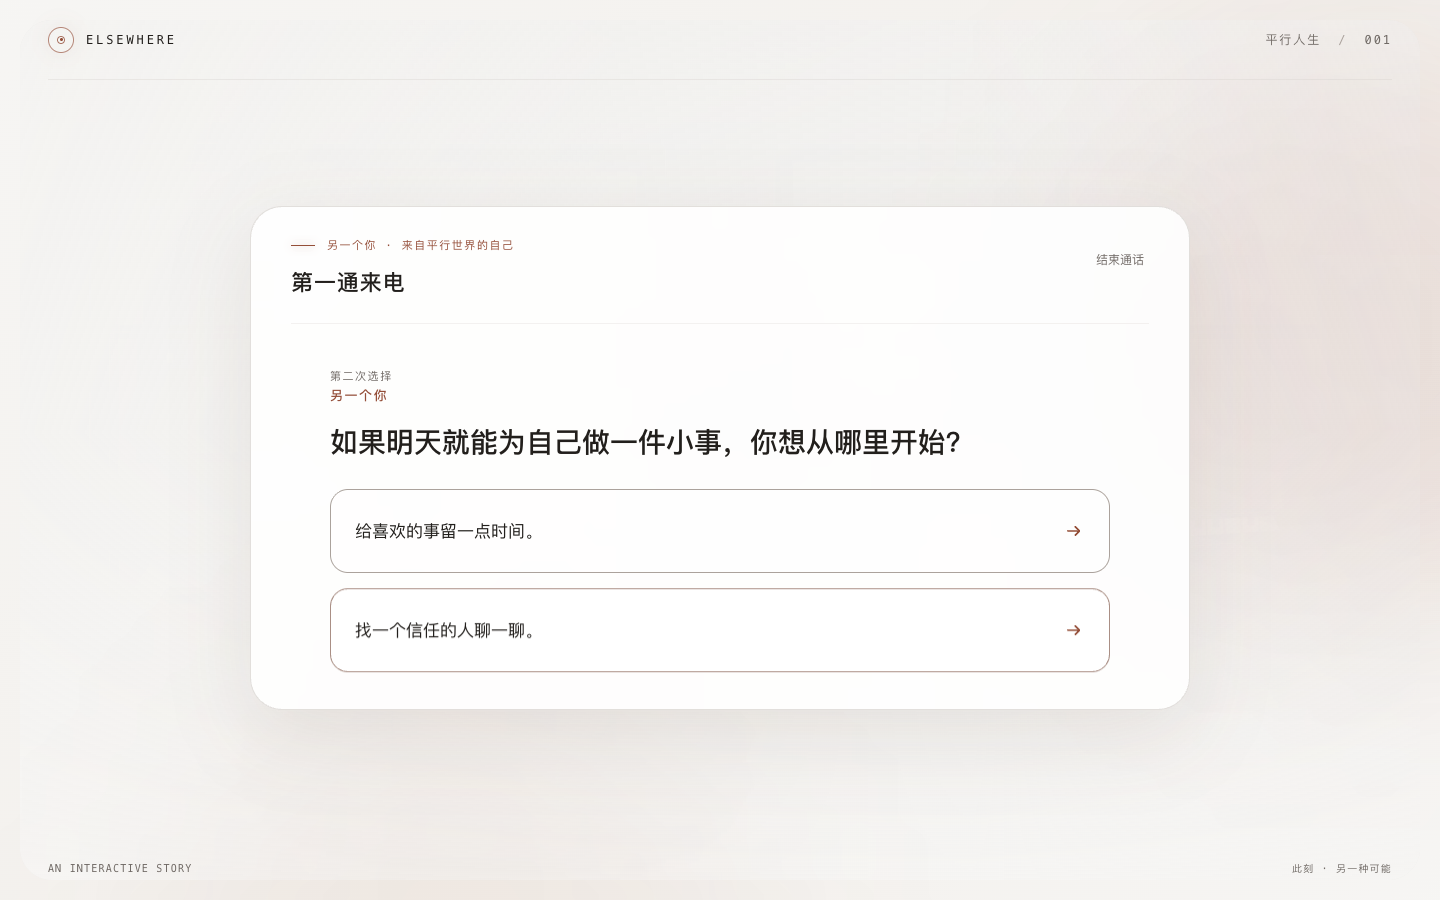 ELSEWHERE
平行人生 / 001
另一个你 · 来自平行世界的自己
第一通来电
结束通话
第二次选择
另一个你
如果明天就能为自己做一件小事，你想从哪里开始?
给喜欢的事留一点时间。
找一个信任的人聊一聊。
AN INTERACTIVE STORY
此刻 · 另一种可能